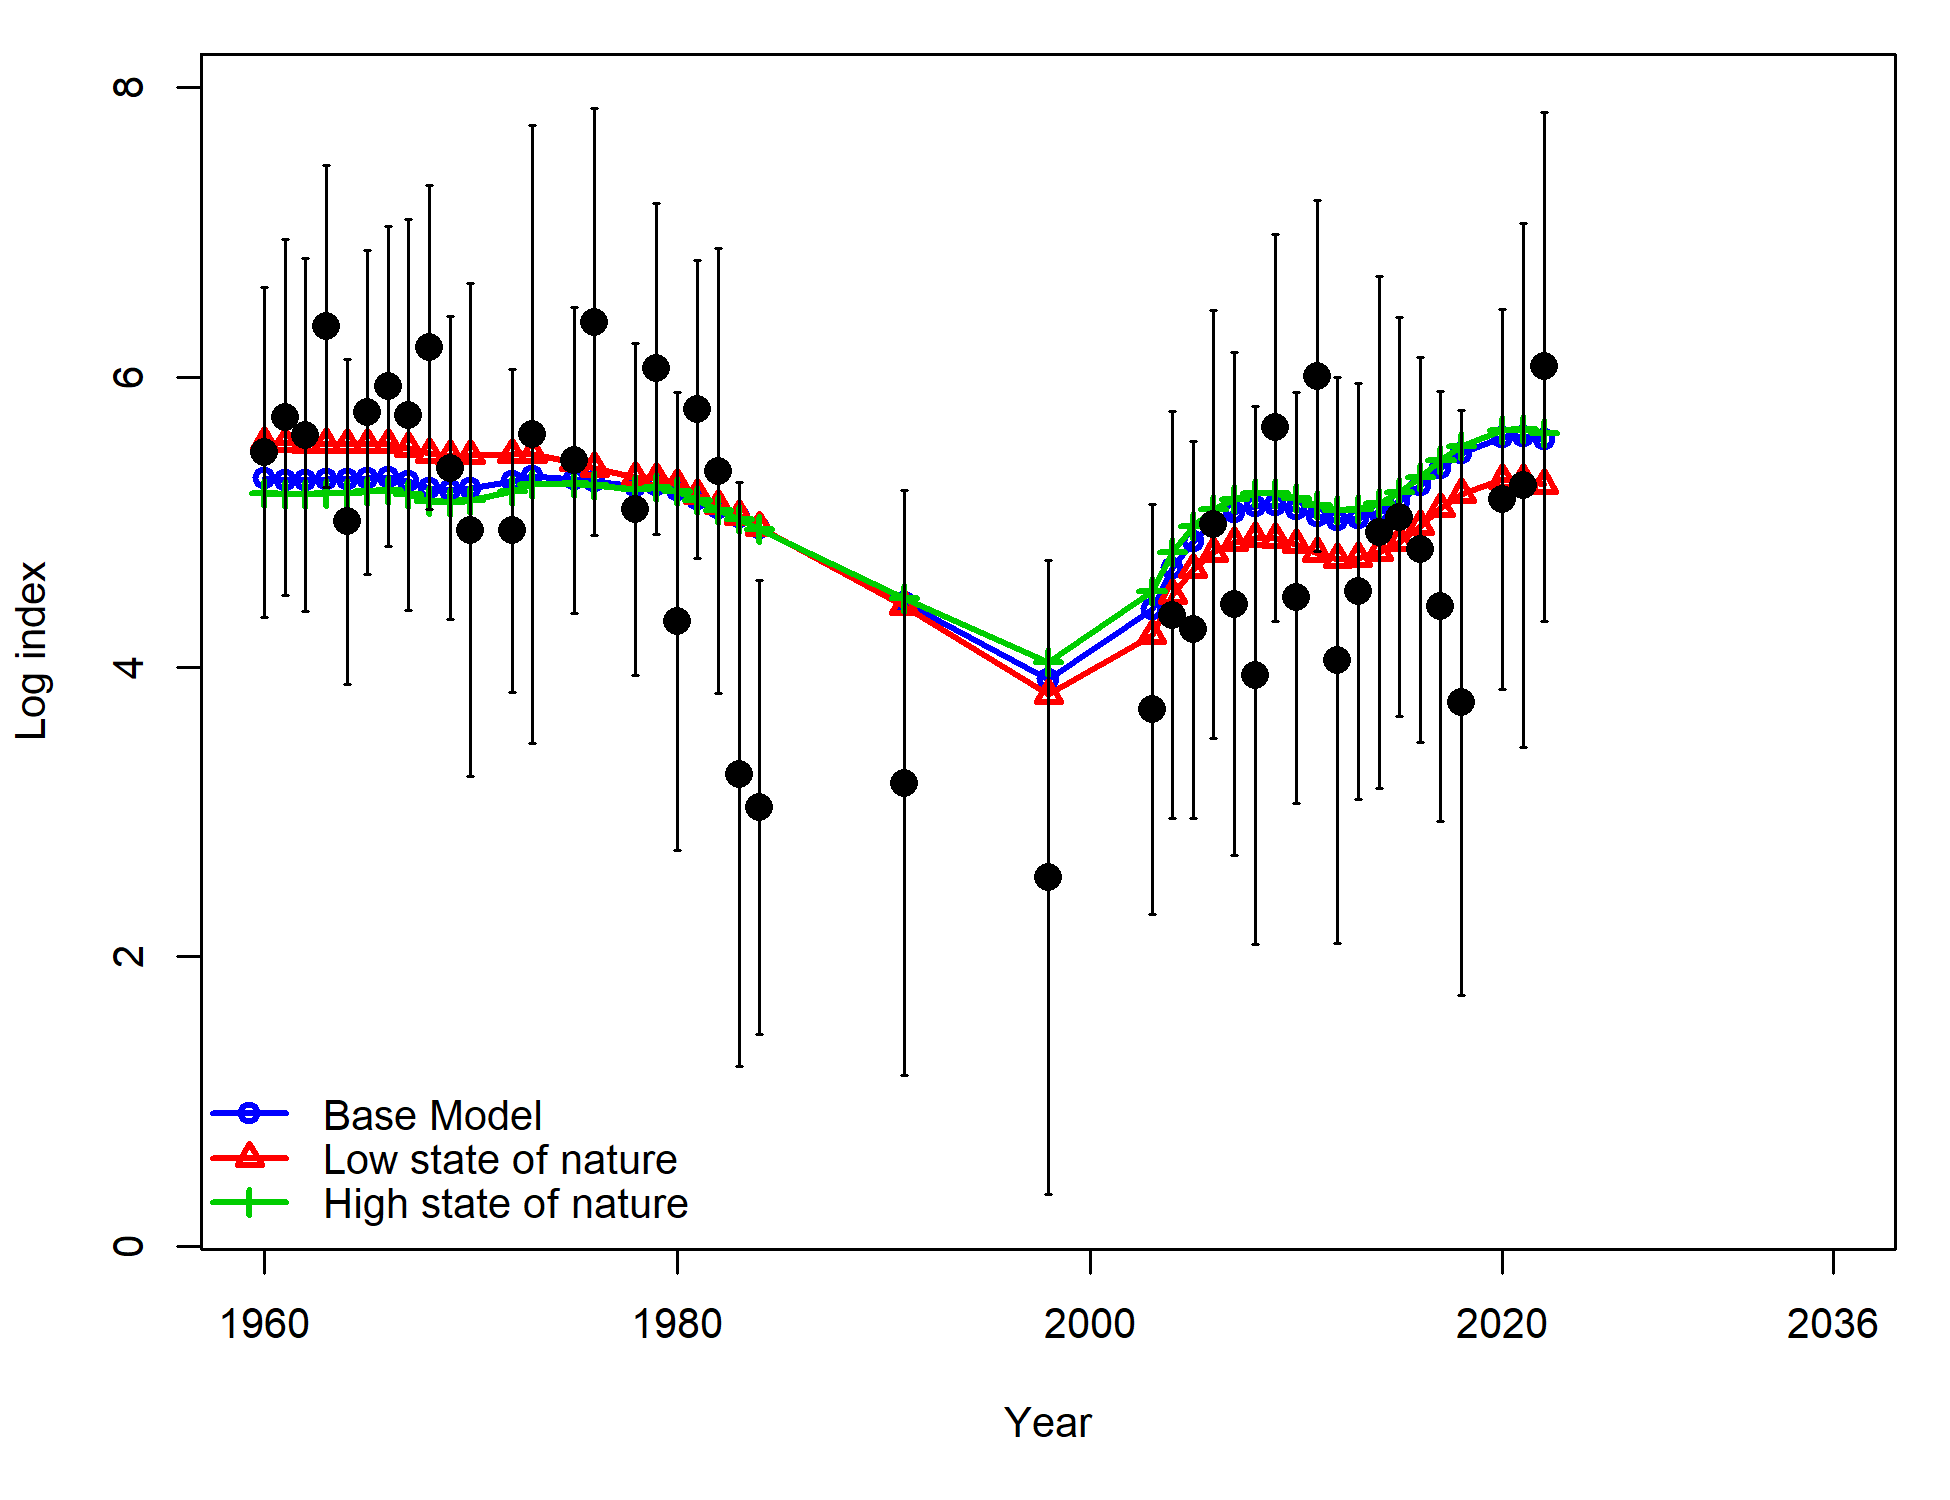 8
6
4
2
0
Log index
Base Model
Low state of nature
High state of nature
1960 1980 2000 2020 2036
Year